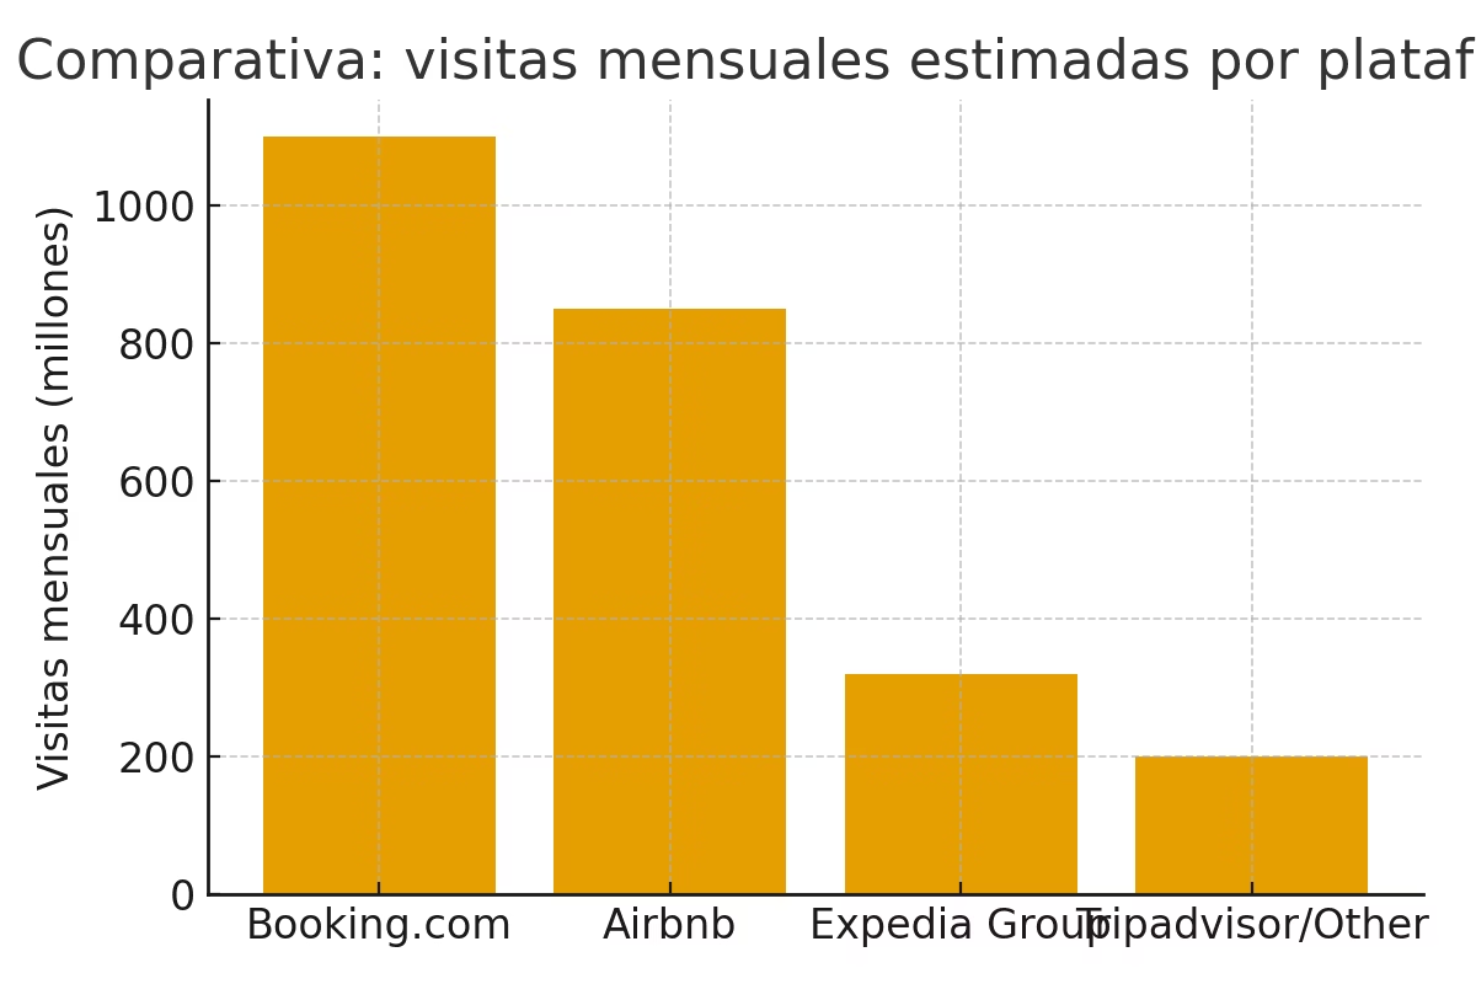 Comparativa: visitas mensuales estimadas por plataf
Visitas mensuales (millones)
1000
800
600
400
200
0
Booking.com
Airbnb
Expedia Group
Tripadvisor/Other